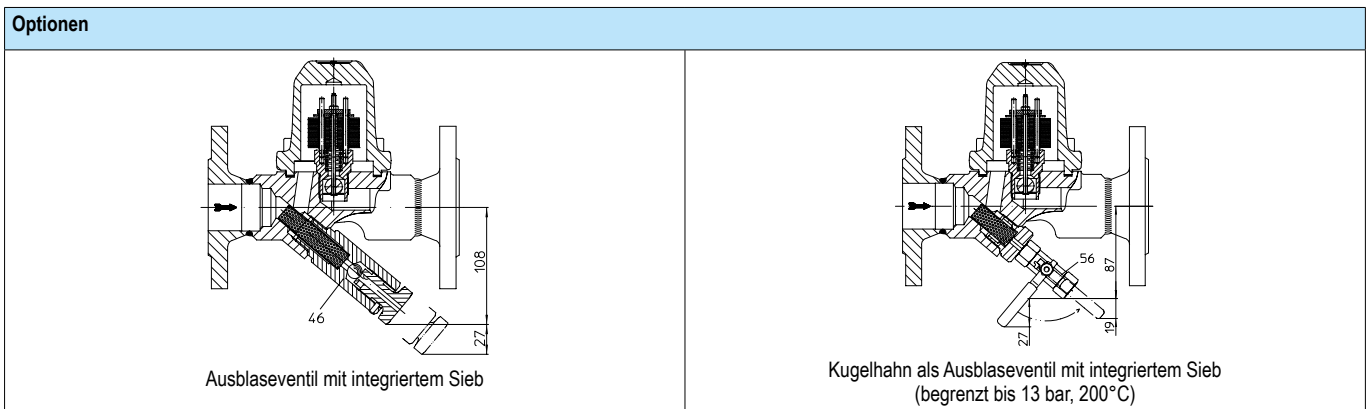 Optionen
108
46
27
Ausblaseventil mit integriertem Sieb
56
87
19
27
Kugelhahn als Ausblaseventil mit integriertem Sieb
(begrenzt bis 13 bar, 200°C)